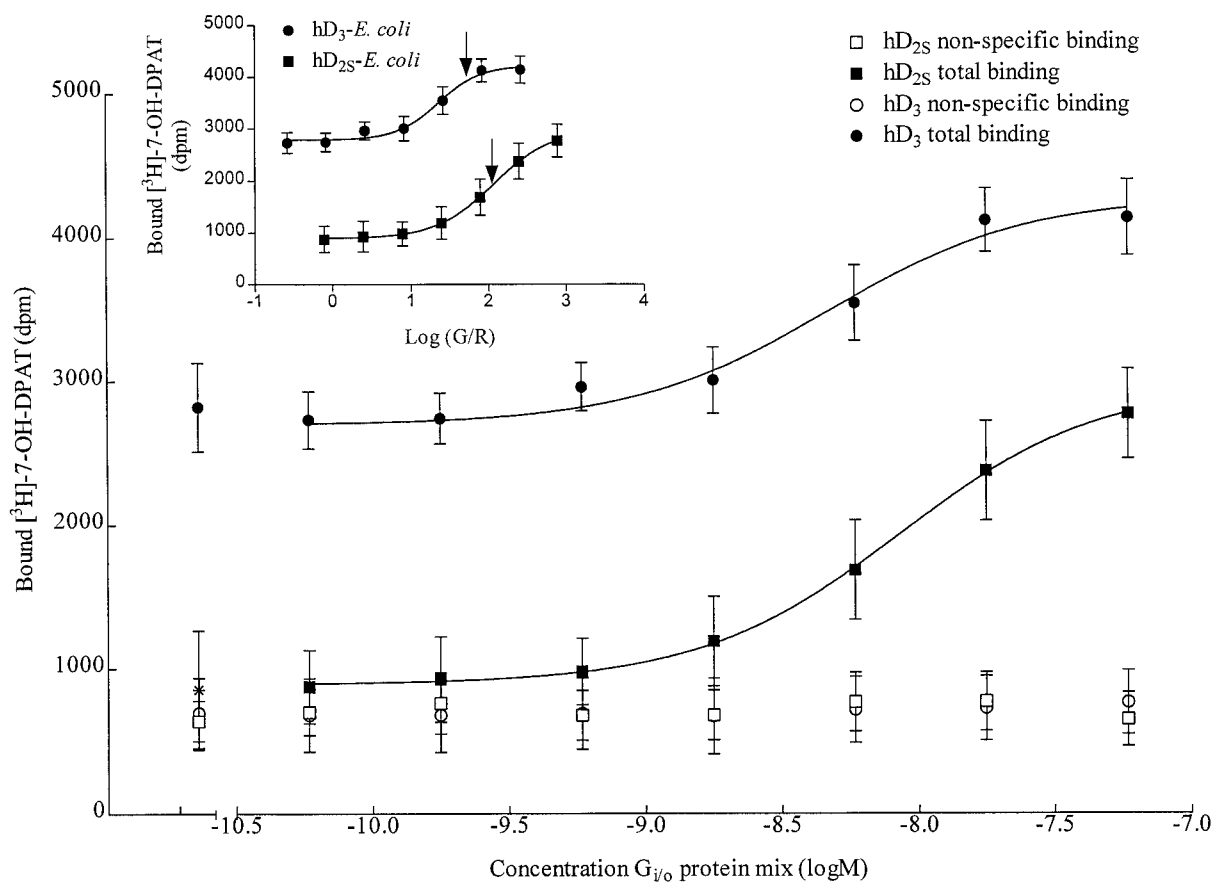 5000
4000
3000
2000
1000
0
Bound [³H]-7-OH-DPAT
(dpm)
-1
0
1
2
3
4
Log (G/R)
hD₃-E. coli
hD₂S-E. coli
hD₂S non-specific binding
hD₂S total binding
hD₃ non-specific binding
hD₃ total binding
5000
4000
3000
2000
1000
0
Bound [³H]-7-OH-DPAT (dpm)
-10.5
-10.0
-9.5
-9.0
-8.5
-8.0
-7.5
-7.0
Concentration Gi/o protein mix (logM)